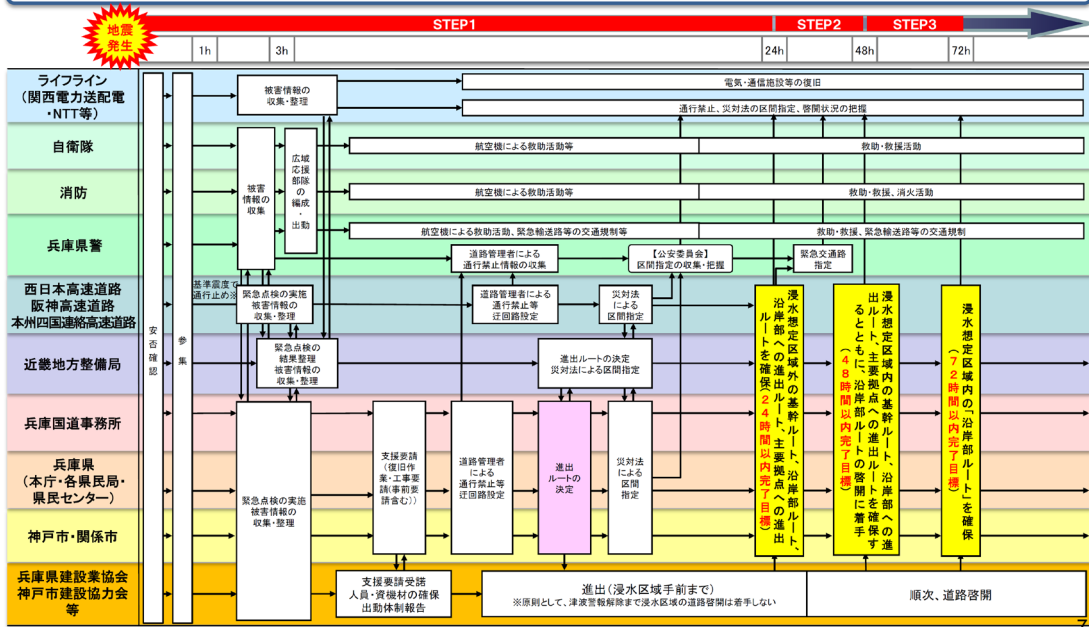 地震
発生
STEP1
STEP2
STEP3
1h
3h
24h
48h
72h
ライフライン
(関西電力送配電
・NTT等)
被害情報の
収集・整理
電気・通信施設等の復旧
通行禁止、災対法の区間指定、啓開状況の把握
安否確認
参集
自衛隊
被害
情報の
収集
広域
応援
部隊
の
編成
・
出動
航空機による救助活動等
救助・救援活動
消防
航空機による救助活動等
救助・救援、消火活動
兵庫県警
航空機による救助活動、緊急輸送路等の交通規制等
救助・救援、緊急輸送路等の交通規制
道路管理者による
通行禁止情報の収集
【公安委員会】
区間指定の収集・把握
緊急交通路
指定
西日本高速道路
阪神高速道路
本州四国連絡高速道路
基準震度で
通行止め※
緊急点検の実施
被害情報の
収集・整理
道路管理者による
通行禁止等
迂回路設定
災対法による
区間指定
近畿地方整備局
緊急点検の
結果整理
被害情報の
収集・整理
進出ルートの決定
災対法による区間指定
兵庫国道事務所
兵庫県
(本庁・各県民局・
県民センター)
神戸市・関係市
緊急点検の実施
被害情報の
収集・整理
支援要請
(復旧作
業・工事要
請(事前要
請含む))
道路管理者
による
通行禁止等
迂回路設定
進出
ルートの
決定
災対法に
よる区間
指定
浸水想定区域外の基幹ルート、沿岸部ルート、
沿岸部への進出ルート、主要拠点への進出
ルートを確保(24時間以内完了目標)
浸水想定区域内の基幹ルート、沿岸部への進
出ルート、主要拠点への進出ルートを確保す
るとともに、沿岸部ルートの啓開に着手
(48時間以内完了目標)
浸水想定区域内の「沿岸部ルート」を確保
(72時間以内完了目標)
兵庫県建設業協会
神戸市建設協力会
等
支援要請受諾
人員・資機材の確保
出動体制報告
進出(浸水区域手前まで)
※原則として、津波警報解除まで浸水区域の道路啓開は着手しない
順次、道路啓開
7